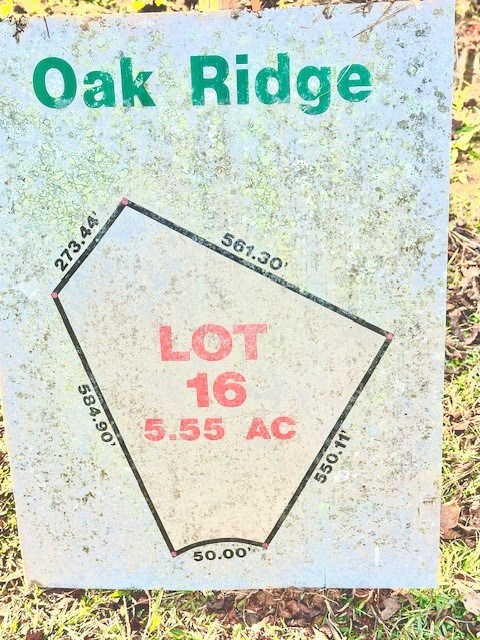 Oak Ridge
273.44'
561.30'
LOT
16
5.55 AC
584.90'
550.11'
50.00'